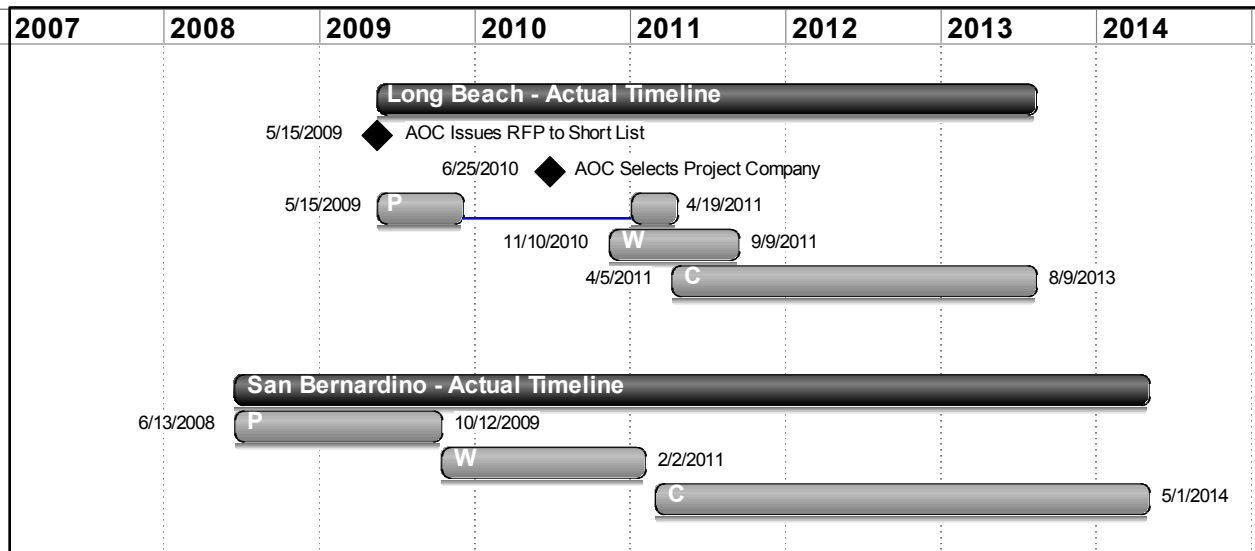 2007 2008 2009 2010 2011 2012 2013 2014
Long Beach - Actual Timeline
5/15/2009 AOC Issues RFP to Short List
6/25/2010 AOC Selects Project Company
5/15/2009 P 4/19/2011
11/10/2010 W 9/9/2011
4/5/2011 C 8/9/2013
San Bernardino - Actual Timeline
6/13/2008 P 10/12/2009
W 2/2/2011
C 5/1/2014